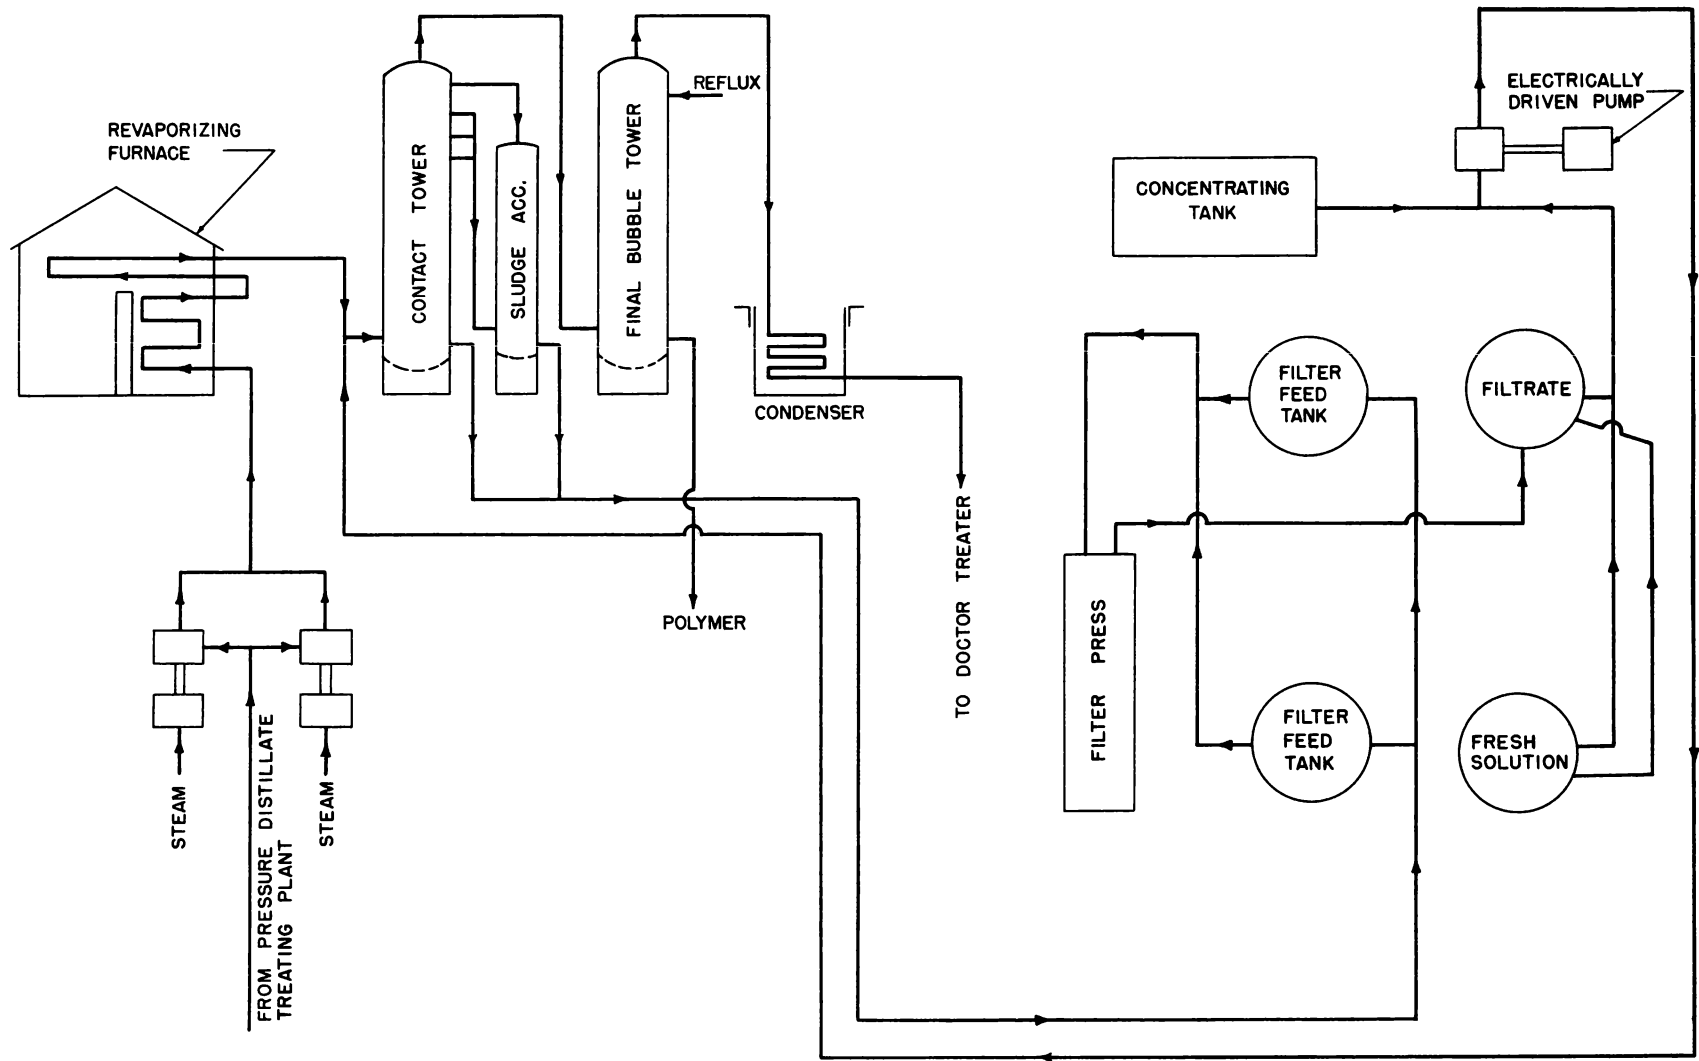 REVAPORIZING
FURNACE
CONTACT TOWER
SLUDGE ACC.
FINAL BUBBLE TOWER
REFLUX
CONDENSER
POLYMER
TO DOCTOR TREATER
STEAM
STEAM
FROM PRESSURE DISTILLATE
TREATING PLANT
ELECTRICALLY
DRIVEN PUMP
CONCENTRATING
TANK
FILTER
FEED
TANK
FILTRATE
FILTER PRESS
FILTER
FEED
TANK
FRESH
SOLUTION